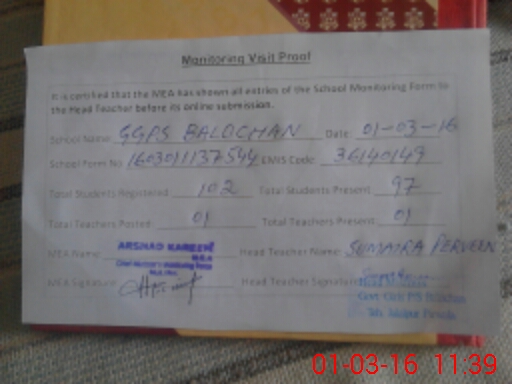 Monitoring Visit Proof
It is certified that the MEA has shown all entries of the School Monitoring Form to
the Head Teacher before its online submission.
School Name: GGPS BALOCHAN Date: 01-03-16
School Form No 1603011137544 EMIS Code: 36140149
Total Students Registered: 102 Total Students Present: 97
Total Teachers Posted: 01 Total Teachers Present: 01
MEA Name: ARSHAD KAREEM Head Teacher Name: SUMAIRA PERVEEN
M.E.A
MEA Signature Head Teacher Signature
Govt. Girls P/S Balochan
01-03-16 11:39